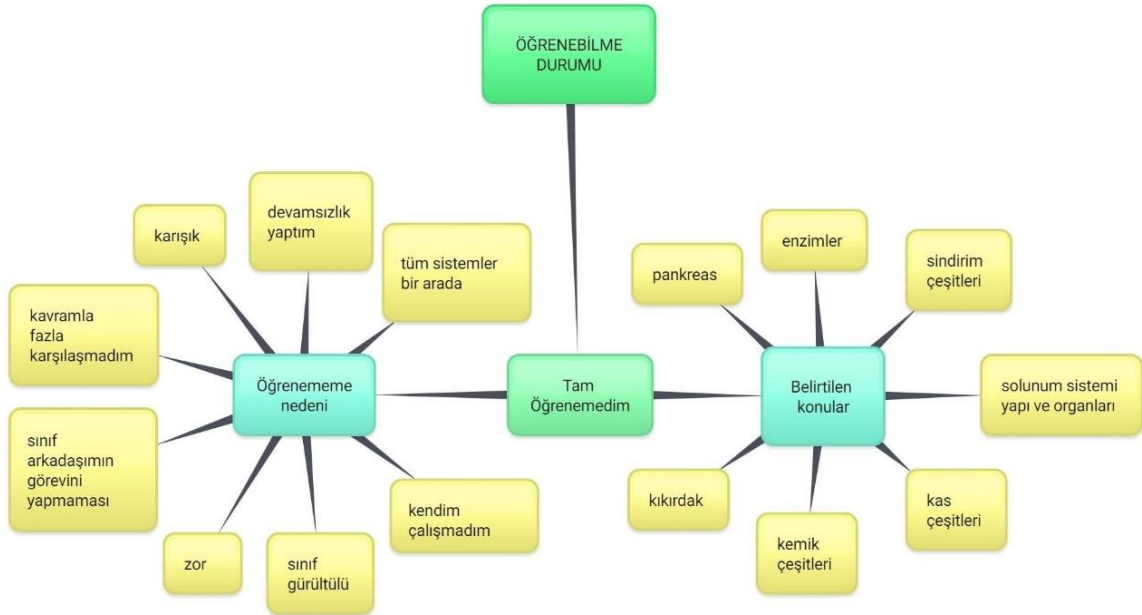 ÖĞRENEBİLME
DURUMU
devamsızlık
yaptım
karışık
tüm sistemler
bir arada
kavramla
fazla
karşılaşmadım
Öğrenememe
nedeni
sınıf
arkadaşımın
görevini
yapmaması
zor
sınıf
gürültülü
kendim
çalışmadım
Tam
Öğrenemedim
enzimler
pankreas
sindirim
çeşitleri
Belirtilen
konular
solunum sistemi
yapı ve organları
kıkırdak
kemik
çeşitleri
kas
çeşitleri